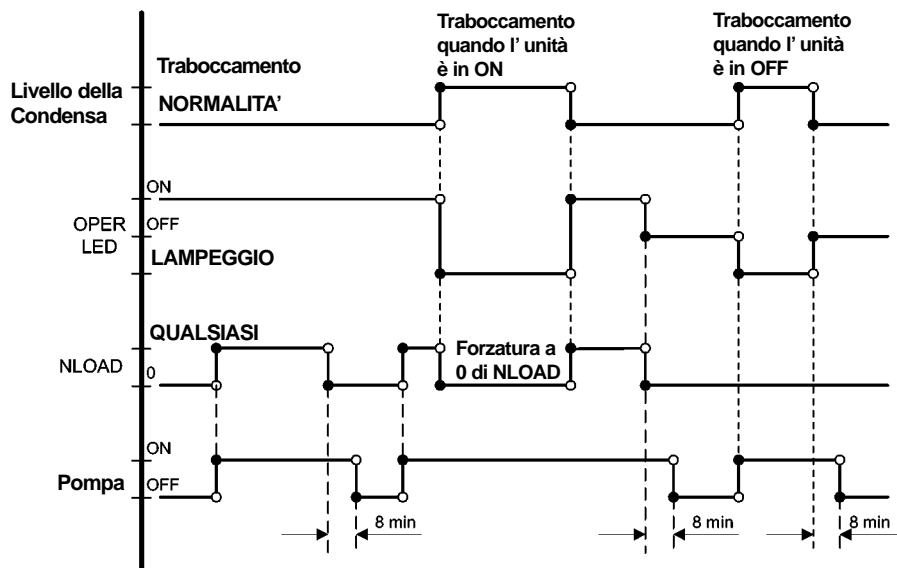 Traboccamento
quando l' unità
è in ON
Traboccamento
quando l' unità
è in OFF
Traboccamento
Livello della
Condensa
NORMALITA'
ON
OPER
LED
OFF
LAMPEGGIO
QUALSIASI
NLOAD
0
Forzatura a
0 di NLOAD
ON
Pompa
OFF
8 min
8 min
8 min